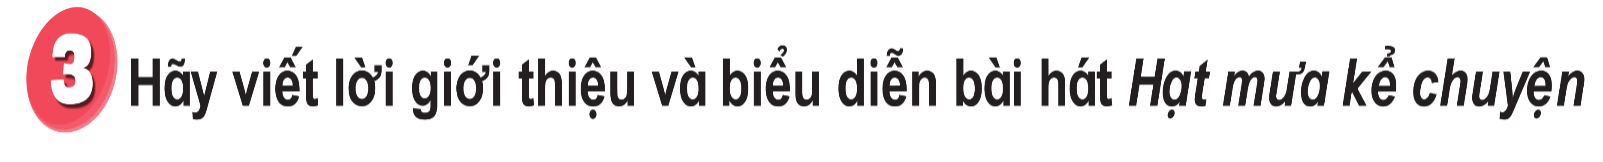 3 Hãy viết lời giới thiệu và biểu diễn bài hát Hạt mưa kể chuyện